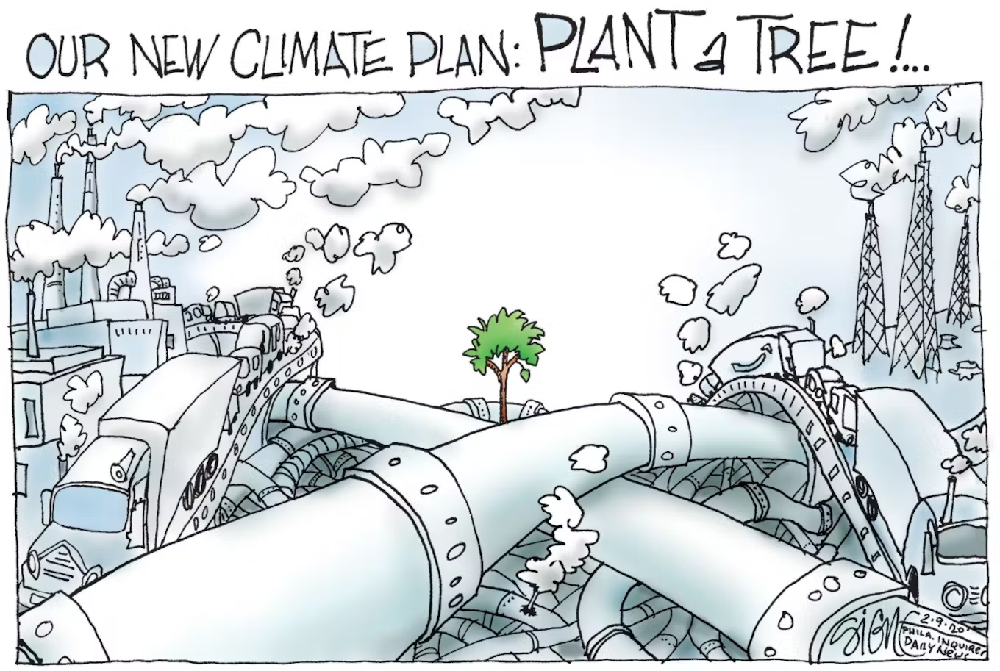 OUR NEW CLIMATE PLAN: PLANT a TREE!....
SIGNE
2.9.20.
PHILA. INQUIRER
DAILY NEWS